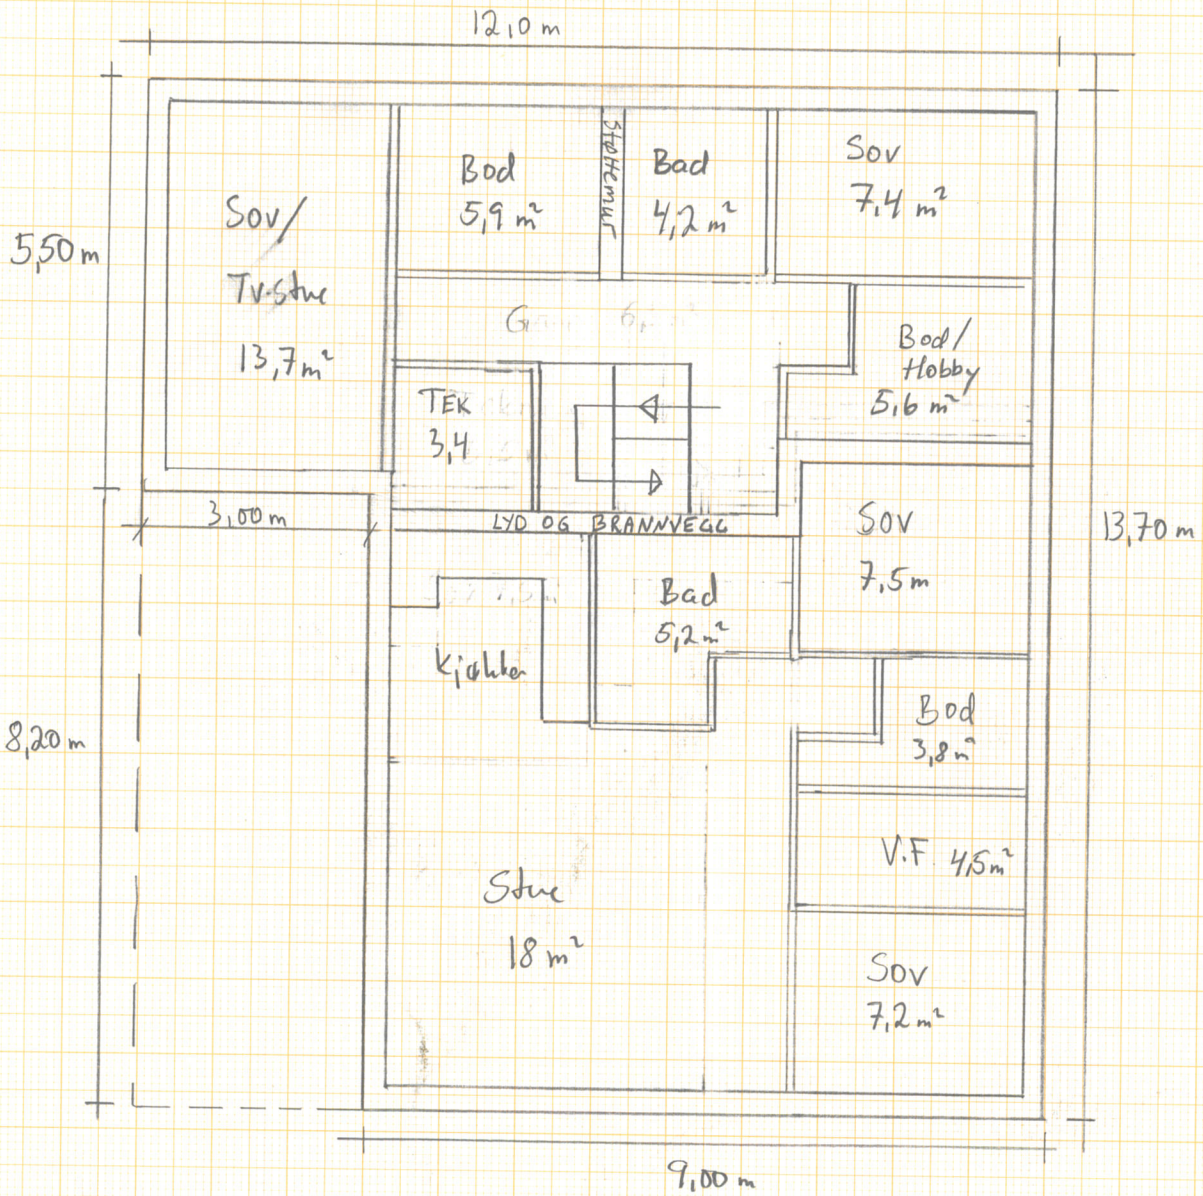 12,0 m
5,50 m
Sov/
Tv-stue
13,7 m²
Bod
5,9 m²
Støttemur
Bad
4,2 m²
Sov
7,4 m²
G
Bod/
Hobby
5,6 m²
TEK
3,4
3,00 m
LYD OG BRANNVEGG
Sov
7,5 m
13,70 m
Bad
5,2 m²
Kjøkken
8,20 m
Bod
3,8 m²
V.F. 4,5 m²
Stue
18 m²
Sov
7,2 m²
9,00 m